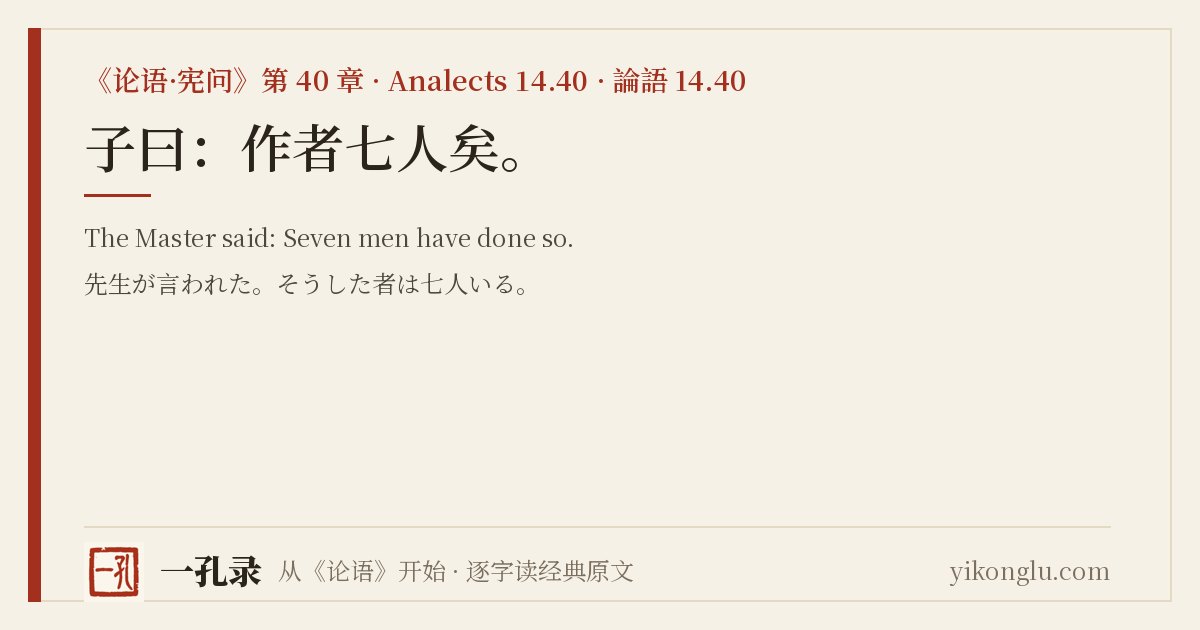 《论语·宪问》第 40 章 · Analects 14.40 · 論語 14.40
子曰：作者七人矣。
The Master said: Seven men have done so.
先生が言われた。そうした者は七人いる。
一孔
一孔录 从《论语》开始 · 逐字读经典原文 yikonglu.com